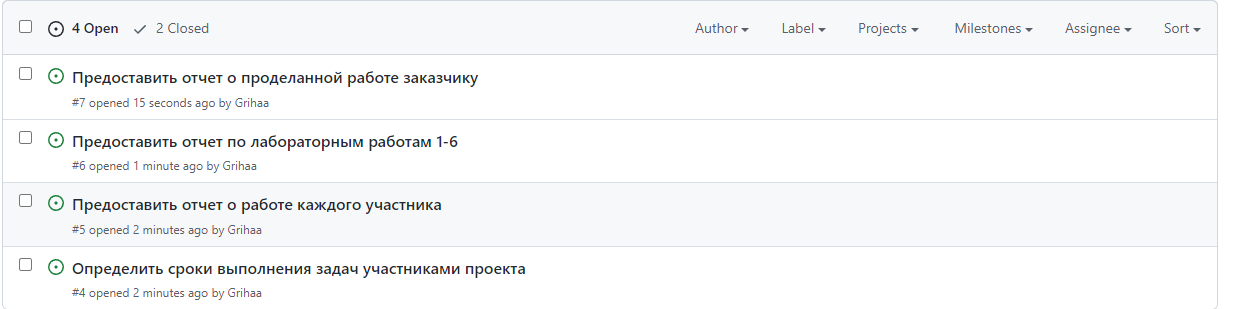 4 Open 2 Closed Author Label Projects Milestones Assignee Sort
Предоставить отчет о проделанной работе заказчику
#7 opened 15 seconds ago by Grihaa
Предоставить отчет по лабораторным работам 1-6
#6 opened 1 minute ago by Grihaa
Предоставить отчет о работе каждого участника
#5 opened 2 minutes ago by Grihaa
Определить сроки выполнения задач участниками проекта
#4 opened 2 minutes ago by Grihaa